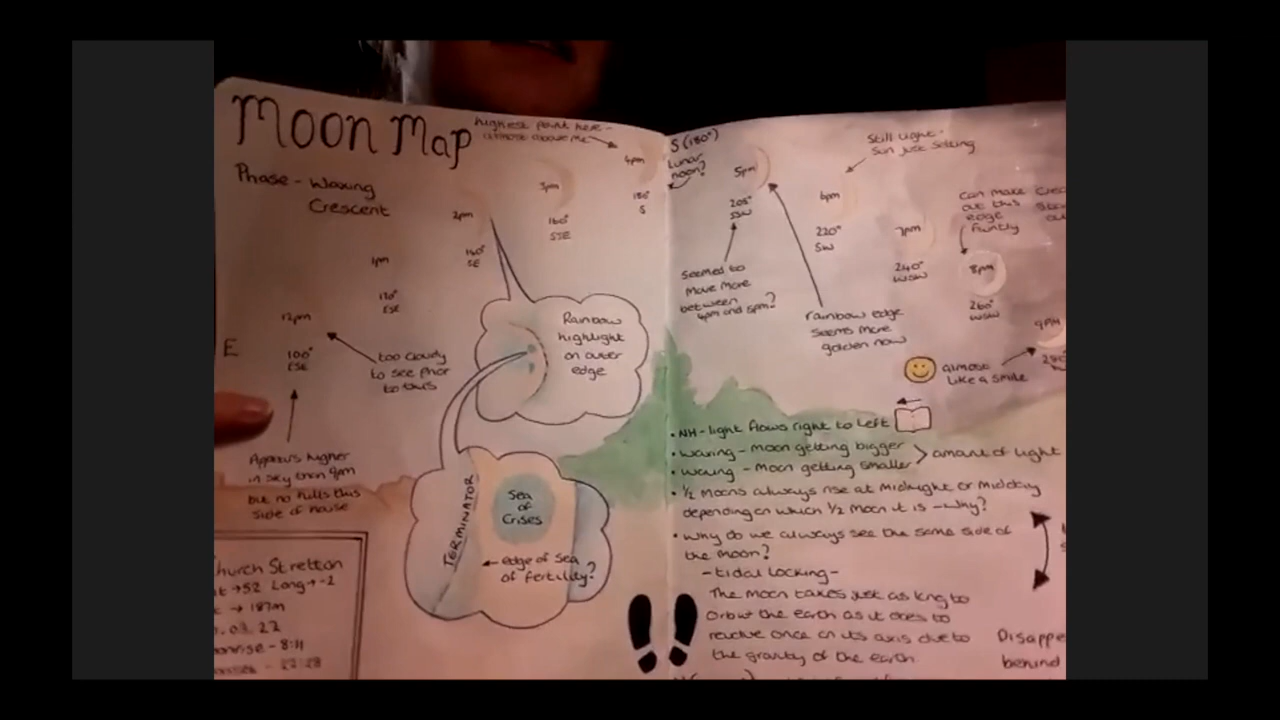 Moon Map
Phase - Waxing
Crescent
highest point here -
almost above me
4pm
180°
S
3pm
160°
SSE
2pm
140°
SE
1pm
120°
ESE
12pm
100°
ESE
E
too cloudy
to see prior
to this
Appears higher
in sky than 9pm
but no hills this
side of house
Rainbow
highlight
on outer
edge
TERMINATOR
Sea
of
Crises
edge of Sea
of fertility?
Church Stretton
→ 52 Long → -2
→ 187m
.03.22
- 8:11
S (180°)
Lunar
noon?
5pm
205°
SSW
Still light -
Sun just setting
6pm
220°
SW
7pm
240°
WSW
can make
out this
edge
faintly
8pm
260°
WSW
9PM
Seemed to
move more
between
4pm and 5pm?
rainbow edge
seems more
golden now
almost
like a smile
• NH - light flows right to left
• waxing - moon getting bigger
• waning - Moon getting smaller
amount of light
• 1/2 Moons always rise at Midnight or Midday
depending on which 1/2 moon it is - why?
• Why do we always see the same side of
the moon?
- tidal locking -
The moon takes just as long to
orbit the earth as it does to
revolve once on its axis due to
the gravity of the earth.
behind